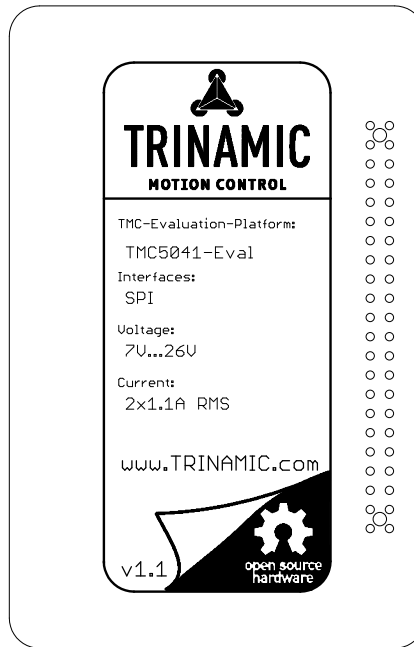 TRINAMIC
MOTION CONTROL
TMC-Evaluation-Platform:
TMC5041-Eval
Interfaces:
SPI
Voltage:
7V...26V
Current:
2x1.1A RMS
www.TRINAMIC.com
v1.1
open source
hardware